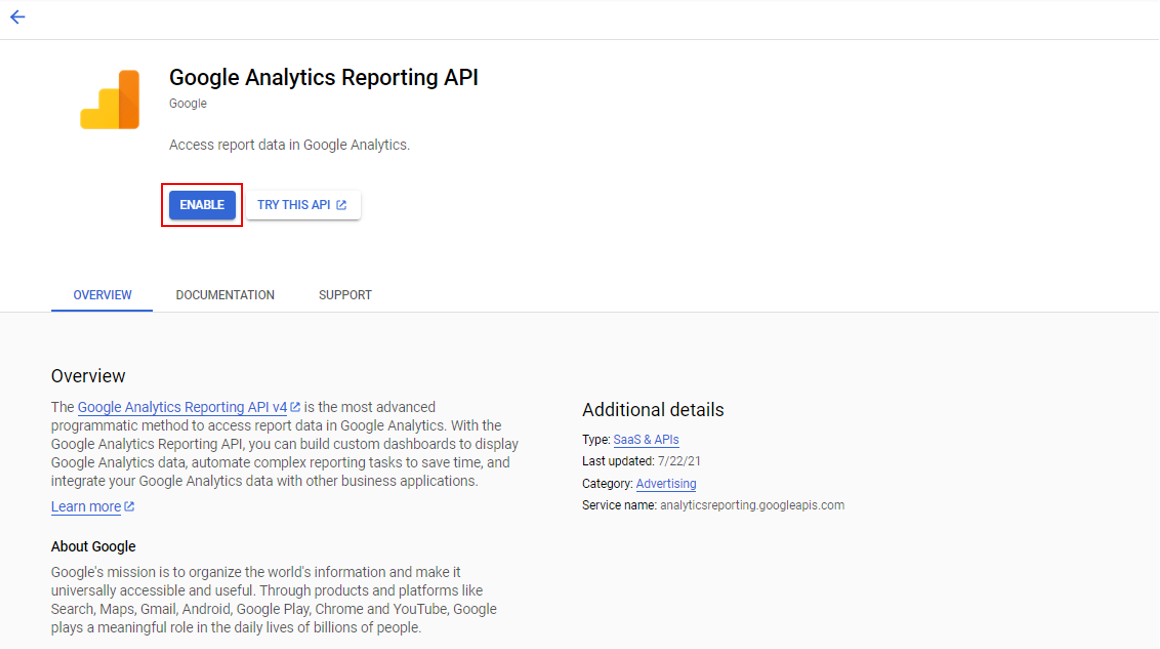 Google Analytics Reporting API
Google
Access report data in Google Analytics.
ENABLE
TRY THIS API
OVERVIEW
DOCUMENTATION
SUPPORT
Overview
The Google Analytics Reporting API v4 is the most advanced
programmatic method to access report data in Google Analytics. With the
Google Analytics Reporting API, you can build custom dashboards to display
Google Analytics data, automate complex reporting tasks to save time, and
integrate your Google Analytics data with other business applications.
Learn more
About Google
Google's mission is to organize the world's information and make it
universally accessible and useful. Through products and platforms like
Search, Maps, Gmail, Android, Google Play, Chrome and YouTube, Google
plays a meaningful role in the daily lives of billions of people.
Additional details
Type: SaaS & APIs
Last updated: 7/22/21
Category: Advertising
Service name: analyticsreporting.googleapis.com